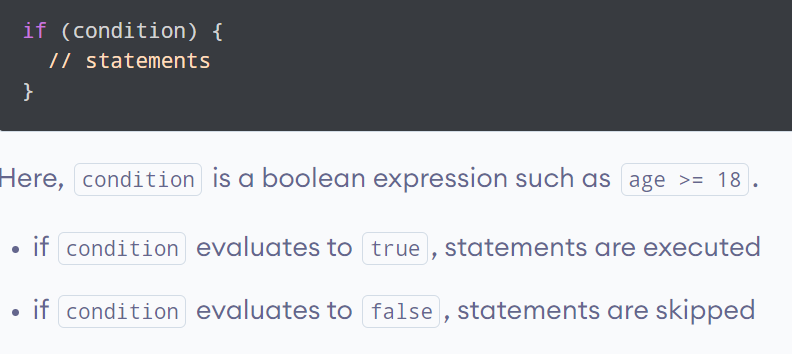 if (condition) {
  // statements
}
Here, condition is a boolean expression such as age >= 18.
• if condition evaluates to true, statements are executed
• if condition evaluates to false, statements are skipped